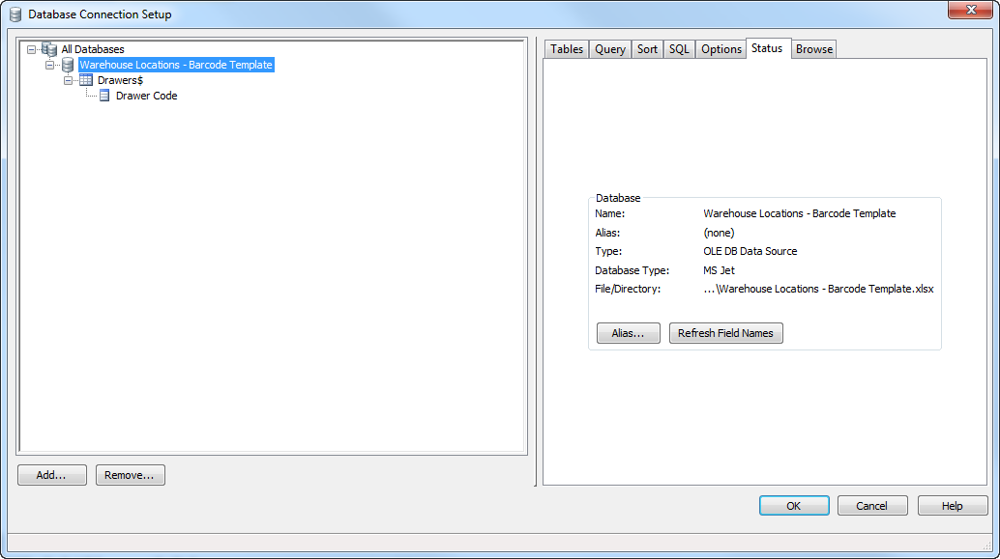 Database Connection Setup
All Databases
Warehouse Locations - Barcode Template
Drawers$
Drawer Code
Add...
Remove...
Tables Query Sort SQL Options Status Browse
Database
Name: Warehouse Locations - Barcode Template
Alias: (none)
Type: OLE DB Data Source
Database Type: MS Jet
File/Directory: ...\Warehouse Locations - Barcode Template.xlsx
Alias... Refresh Field Names
OK Cancel Help